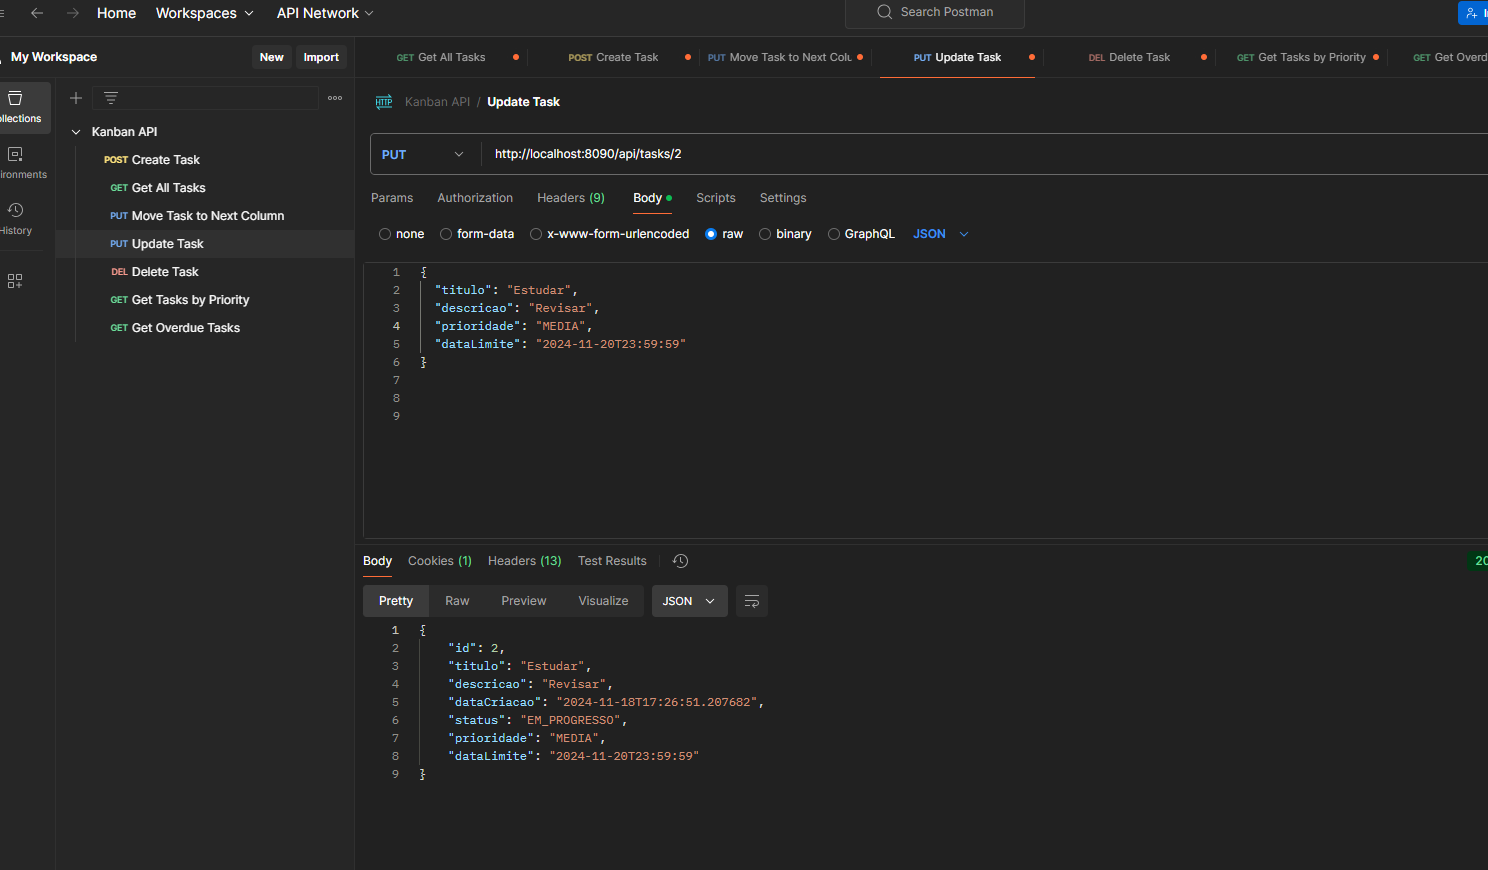 Home Workspaces API Network Search Postman
My Workspace New Import
GET Get All Tasks POST Create Task PUT Move Task to Next Colu PUT Update Task DEL Delete Task GET Get Tasks by Priority GET Get Overd
HTTP Kanban API / Update Task
ollections
ironments
History
Kanban API
POST Create Task
GET Get All Tasks
PUT Move Task to Next Column
PUT Update Task
DEL Delete Task
GET Get Tasks by Priority
GET Get Overdue Tasks
PUT http://localhost:8090/api/tasks/2
Params Authorization Headers (9) Body Scripts Settings
none form-data x-www-form-urlencoded raw binary GraphQL JSON
1 {
2 "titulo": "Estudar",
3 "descricao": "Revisar",
4 "prioridade": "MEDIA",
5 "dataLimite": "2024-11-20T23:59:59"
6 }
7
8
9
Body Cookies (1) Headers (13) Test Results 20
Pretty Raw Preview Visualize JSON
1 {
2 "id": 2,
3 "titulo": "Estudar",
4 "descricao": "Revisar",
5 "dataCriacao": "2024-11-18T17:26:51.207682",
6 "status": "EM_PROGRESSO",
7 "prioridade": "MEDIA",
8 "dataLimite": "2024-11-20T23:59:59"
9 }